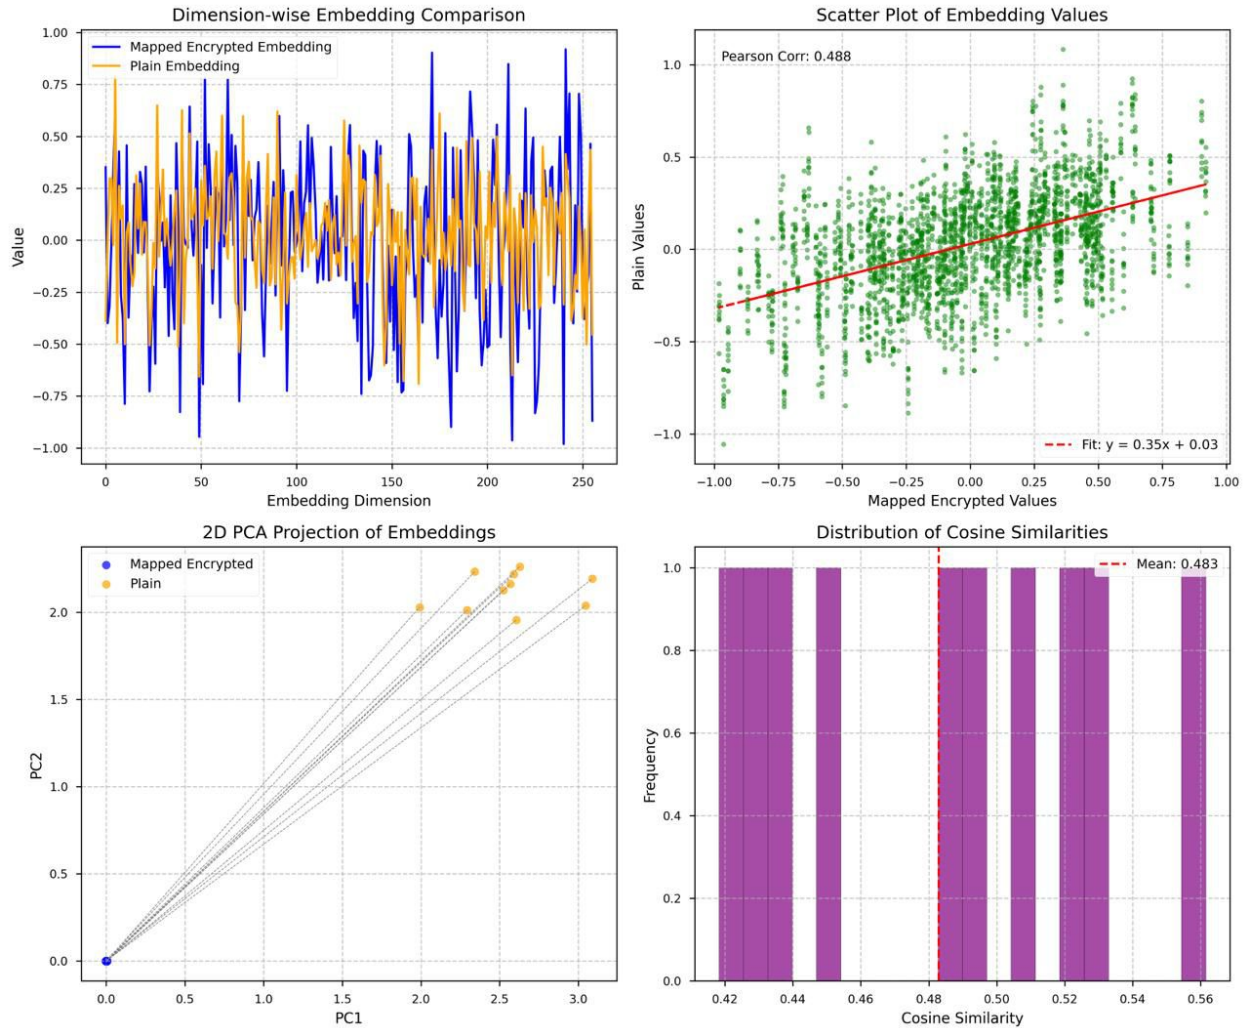 Dimension-wise Embedding Comparison
Mapped Encrypted Embedding
Plain Embedding
1.00
0.75
0.50
0.25
0.00
−0.25
−0.50
−0.75
−1.00
Value
0
50
100
150
200
250
Embedding Dimension
Scatter Plot of Embedding Values
Pearson Corr: 0.488
1.0
0.5
0.0
−0.5
−1.0
Plain Values
Fit: y = 0.35x + 0.03
−1.00
−0.75
−0.50
−0.25
0.00
0.25
0.50
0.75
1.00
Mapped Encrypted Values
2D PCA Projection of Embeddings
Mapped Encrypted
Plain
2.0
1.5
1.0
0.5
0.0
PC2
0.0
0.5
1.0
1.5
2.0
2.5
3.0
PC1
Distribution of Cosine Similarities
Mean: 0.483
1.0
0.8
0.6
0.4
0.2
0.0
Frequency
0.42
0.44
0.46
0.48
0.50
0.52
0.54
0.56
Cosine Similarity